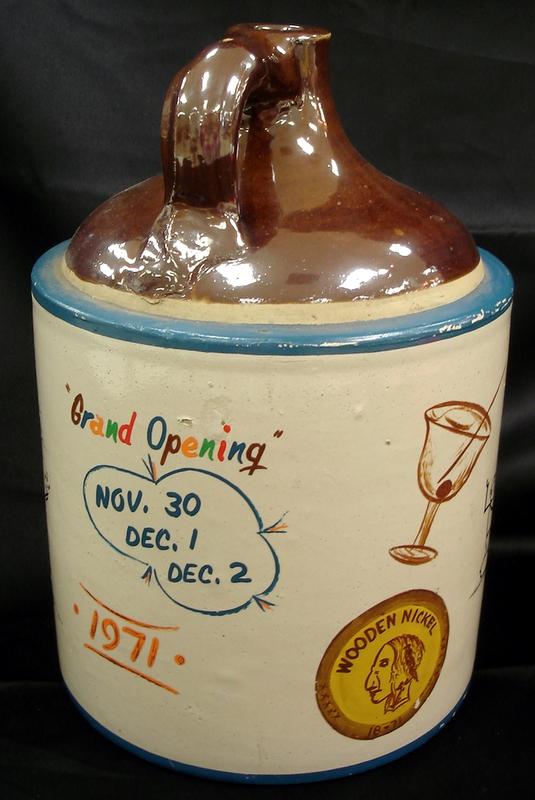 "Grand Opening"
NOV. 30
DEC. 1
DEC. 2
· 1971 ·
WOODEN NICKEL